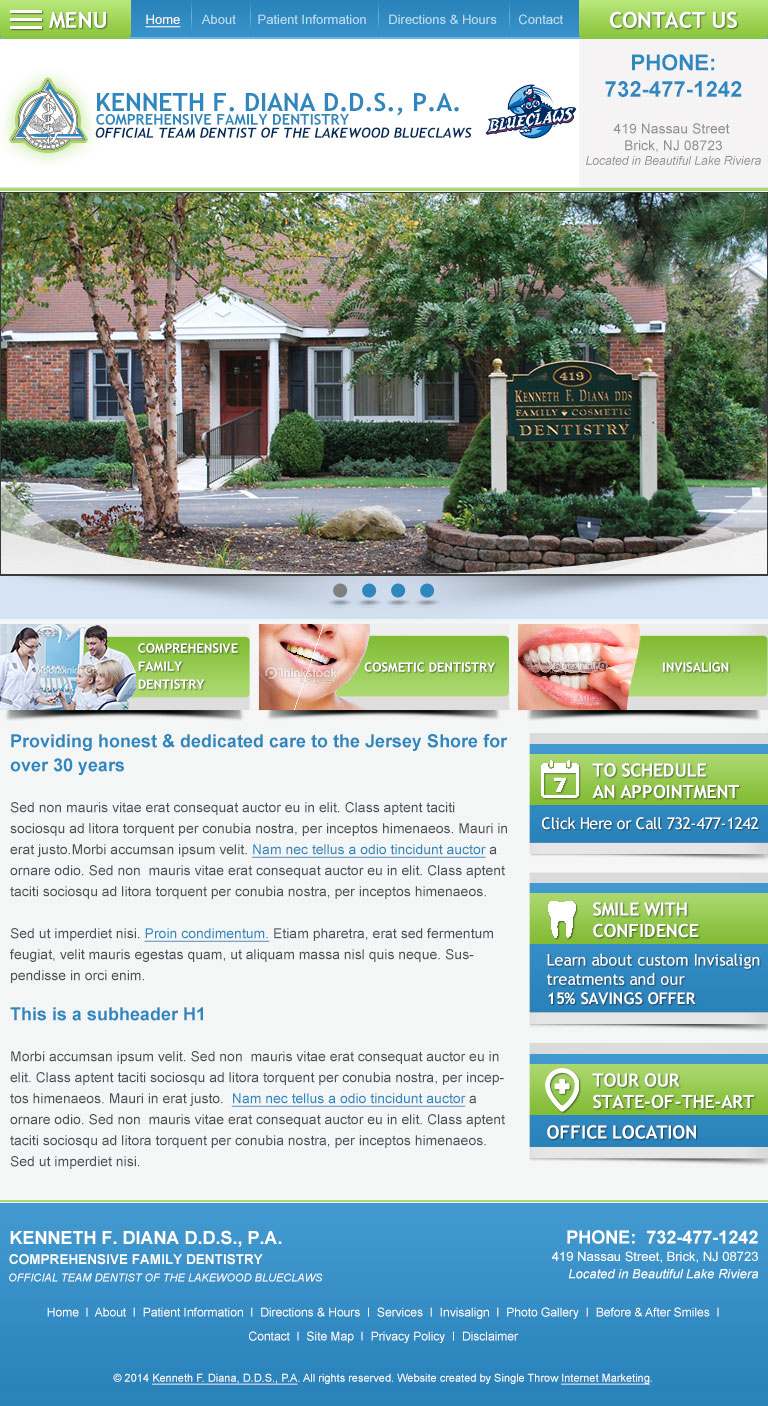 MENU
Home About Patient Information Directions & Hours Contact
CONTACT US
KENNETH F. DIANA D.D.S., P.A.
COMPREHENSIVE FAMILY DENTISTRY
OFFICIAL TEAM DENTIST OF THE LAKEWOOD BLUECLAWS
BLUECLAWS
PHONE:
732-477-1242
419 Nassau Street
Brick, NJ 08723
Located in Beautiful Lake Riviera
419
KENNETH F. DIANA DDS
FAMILY COSMETIC
DENTISTRY
COMPREHENSIVE
FAMILY
DENTISTRY
Thinkstock
COSMETIC DENTISTRY
INVISALIGN
Providing honest & dedicated care to the Jersey Shore for
over 30 years
Sed non mauris vitae erat consequat auctor eu in elit. Class aptent taciti
sociosqu ad litora torquent per conubia nostra, per inceptos himenaeos. Mauri in
erat justo.Morbi accumsan ipsum velit. Nam nec tellus a odio tincidunt auctor a
ornare odio. Sed non mauris vitae erat consequat auctor eu in elit. Class aptent
taciti sociosqu ad litora torquent per conubia nostra, per inceptos himenaeos.
Sed ut imperdiet nisi. Proin condimentum. Etiam pharetra, erat sed fermentum
feugiat, velit mauris egestas quam, ut aliquam massa nisl quis neque. Sus-
pendisse in orci enim.
This is a subheader H1
Morbi accumsan ipsum velit. Sed non mauris vitae erat consequat auctor eu in
elit. Class aptent taciti sociosqu ad litora torquent per conubia nostra, per incep-
tos himenaeos. Mauri in erat justo. Nam nec tellus a odio tincidunt auctor a
ornare odio. Sed non mauris vitae erat consequat auctor eu in elit. Class aptent
taciti sociosqu ad litora torquent per conubia nostra, per inceptos himenaeos.
Sed ut imperdiet nisi.
7
TO SCHEDULE
AN APPOINTMENT
Click Here or Call 732-477-1242
SMILE WITH
CONFIDENCE
Learn about custom Invisalign
treatments and our
15% SAVINGS OFFER
TOUR OUR
STATE-OF-THE-ART
OFFICE LOCATION
KENNETH F. DIANA D.D.S., P.A.
COMPREHENSIVE FAMILY DENTISTRY
OFFICIAL TEAM DENTIST OF THE LAKEWOOD BLUECLAWS
PHONE: 732-477-1242
419 Nassau Street, Brick, NJ 08723
Located in Beautiful Lake Riviera
Home | About | Patient Information | Directions & Hours | Services | Invisalign | Photo Gallery | Before & After Smiles |
Contact | Site Map | Privacy Policy | Disclaimer
© 2014 Kenneth F. Diana, D.D.S., P.A. All rights reserved. Website created by Single Throw Internet Marketing.